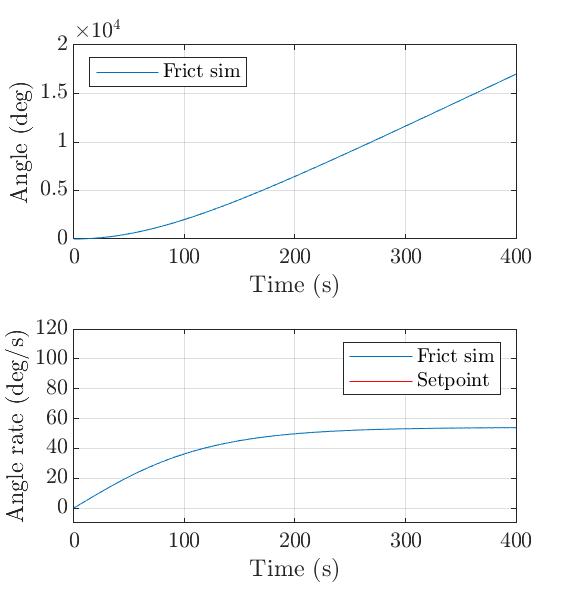 ×10⁴
2
1.5
1
0.5
0
Angle (deg)
Frict sim
0 100 200 300 400
Time (s)
120
100
80
60
40
20
0
Angle rate (deg/s)
Frict sim
Setpoint
0 100 200 300 400
Time (s)